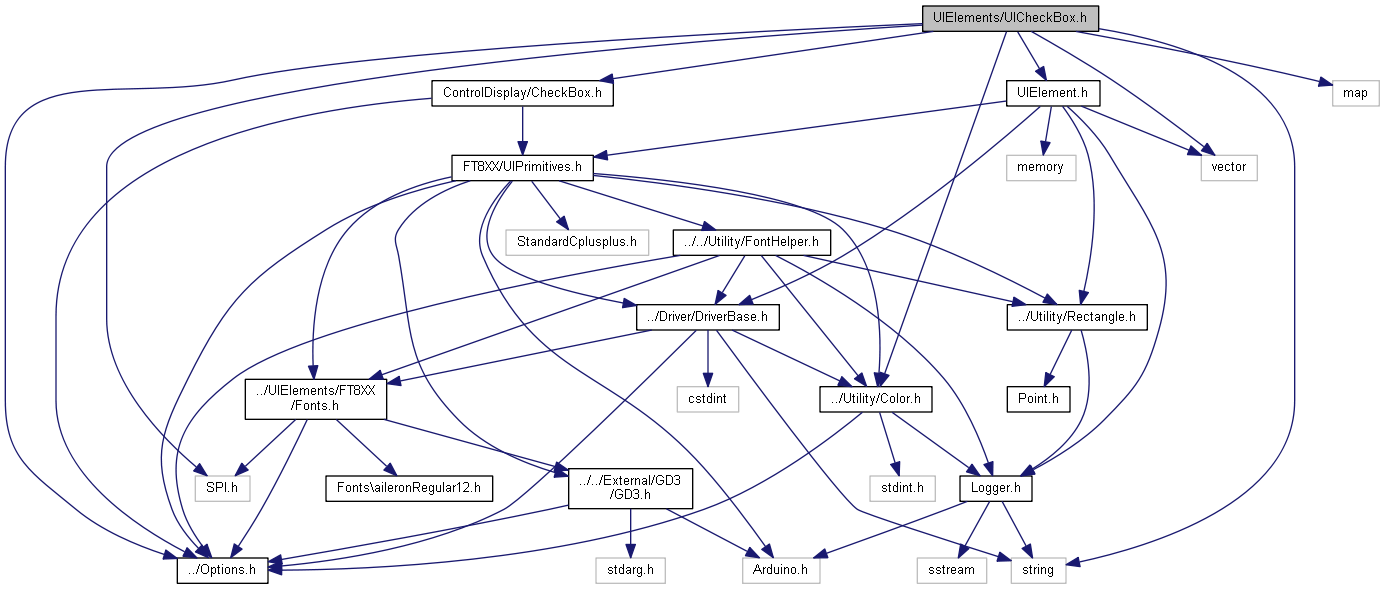 UIElements/UICheckBox.h
ControlDisplay/CheckBox.h
UIElement.h
map
FT8XX/UIPrimitives.h
memory
vector
StandardCplusplus.h
../../Utility/FontHelper.h
../Driver/DriverBase.h
../Utility/Rectangle.h
../UIElements/FT8XX
/Fonts.h
cstdint
../Utility/Color.h
Point.h
SPI.h
Fonts\aileronRegular12.h
../../External/GD3
/GD3.h
stdint.h
Logger.h
../Options.h
stdarg.h
Arduino.h
sstream
string